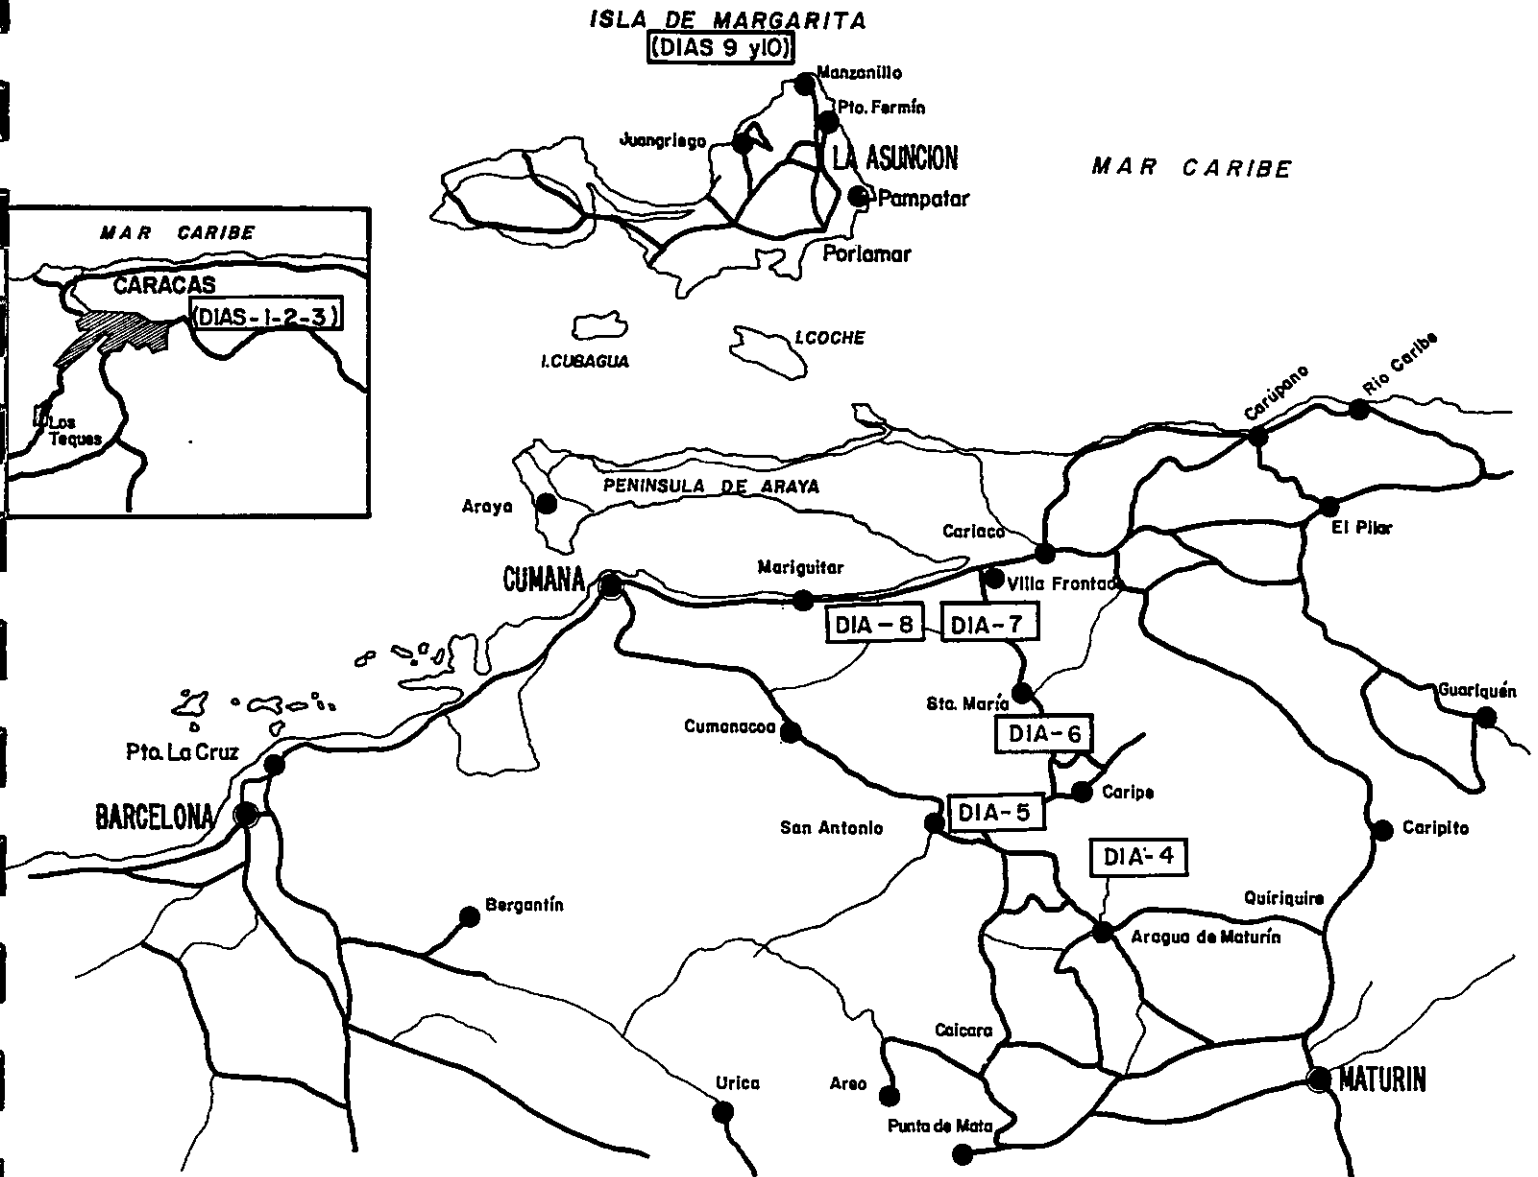 ISLA DE MARGARITA
(DIAS 9 y10)
Manzanillo
Pto. Fermín
Juangriego
LA ASUNCION
MAR CARIBE
Pampatar
Porlamar
MAR CARIBE
CARACAS
(DIAS-1-2-3)
Los
Teques
I.CUBAGUA
I.COCHE
Rio Caribe
Carúpano
PENINSULA DE ARAYA
Araya
Cariaco
El Pilar
CUMANA
Mariguitar
Villa Frontado
DIA-8
DIA-7
Sta. María
Guariquén
Cumanacoa
DIA-6
Pto. La Cruz
Caripe
BARCELONA
DIA-5
San Antonio
Caripito
DIA-4
Quiriquire
Bergantín
Aragua de Maturín
Caicara
Urica
Areo
MATURIN
Punta de Mata